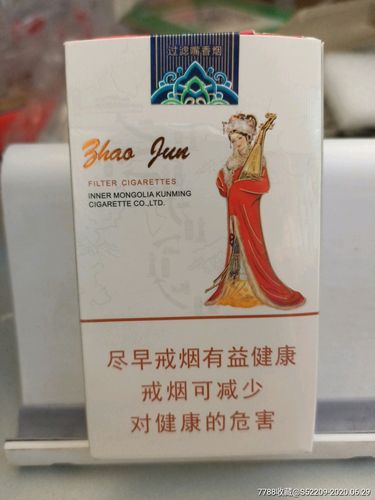 过滤嘴香烟
Zhao Jun
FILTER CIGARETTES
INNER MONGOLIA KUNMING
CIGARETTE CO.,LTD.
尽早戒烟有益健康
戒烟可减少
对健康的危害
7788收藏@S52209-2020.05.29